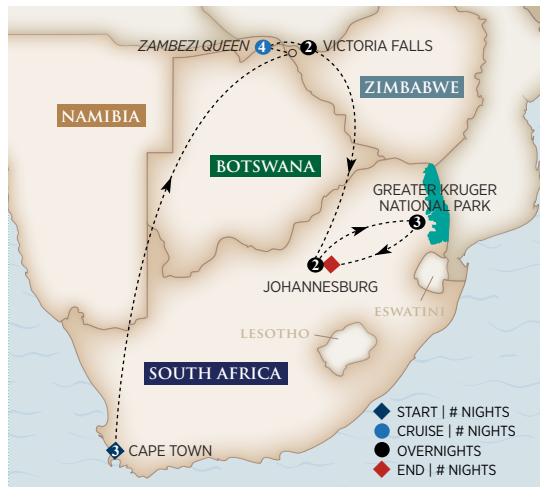 ZAMBEZI QUEEN 4 2 VICTORIA FALLS
ZIMBABWE
NAMIBIA
BOTSWANA
GREATER KRUGER
NATIONAL PARK
3
2
JOHANNESBURG
ESWATINI
LESOTHO
SOUTH AFRICA
3 CAPE TOWN
START | # NIGHTS
CRUISE | # NIGHTS
OVERNIGHTS
END | # NIGHTS